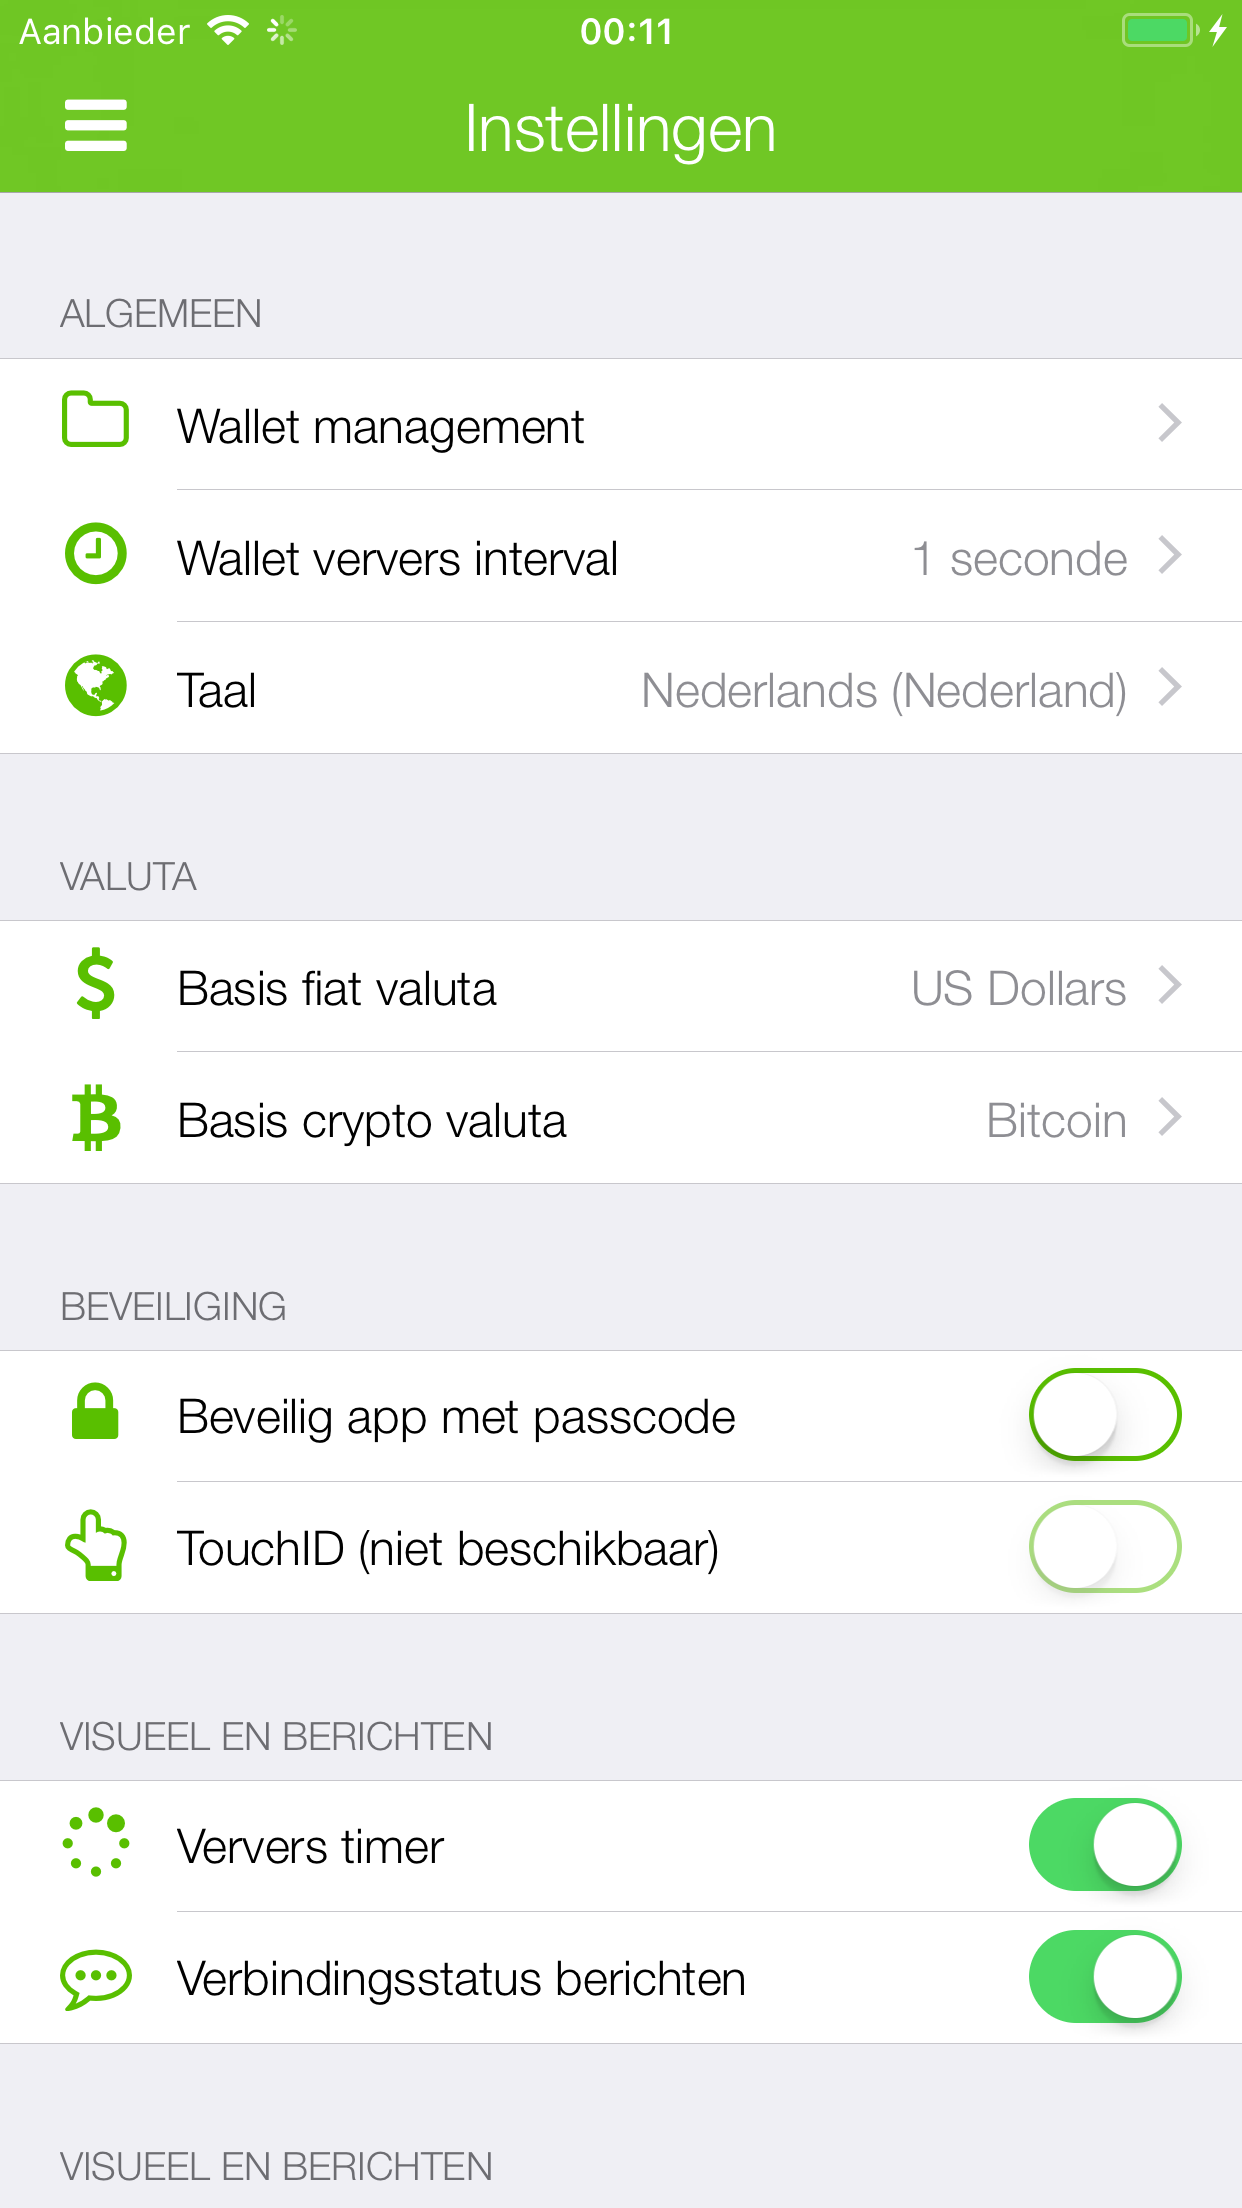 Aanbieder 00:11
Instellingen
ALGEMEEN
Wallet management
Wallet ververs interval 1 seconde
Taal Nederlands (Nederland)
VALUTA
Basis fiat valuta US Dollars
Basis crypto valuta Bitcoin
BEVEILIGING
Beveilig app met passcode
TouchID (niet beschikbaar)
VISUEEL EN BERICHTEN
Ververs timer
Verbindingsstatus berichten
VISUEEL EN BERICHTEN